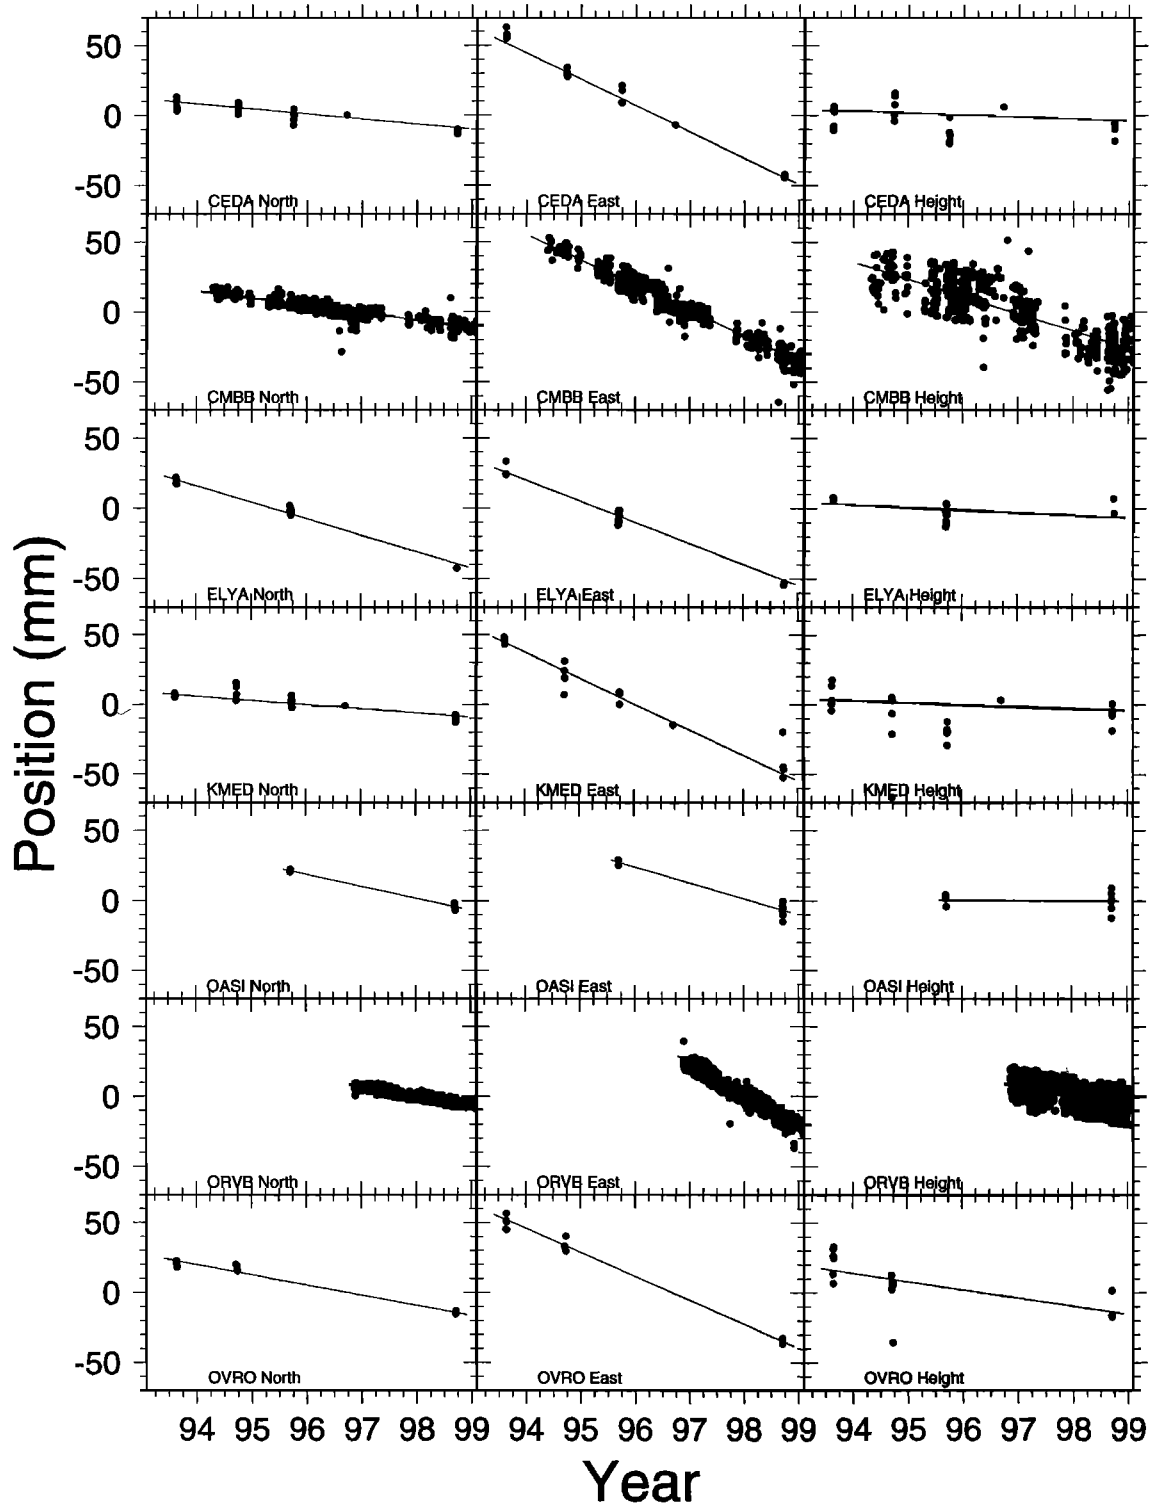 50
0
-50
CEDA North
CEDA East
CEDA Height
50
0
-50
CMBB North
CMBB East
CMBB Height
50
0
-50
ELYA North
ELYA East
ELYA Height
Position (mm)
50
0
-50
KMED North
KMED East
KMED Height
50
0
-50
OASI North
OASI East
OASI Height
50
0
-50
ORVB North
ORVB East
ORVB Height
50
0
-50
OVRO North
OVRO East
OVRO Height
94 95 96 97 98 99 94 95 96 97 98 99 94 95 96 97 98 99
Year